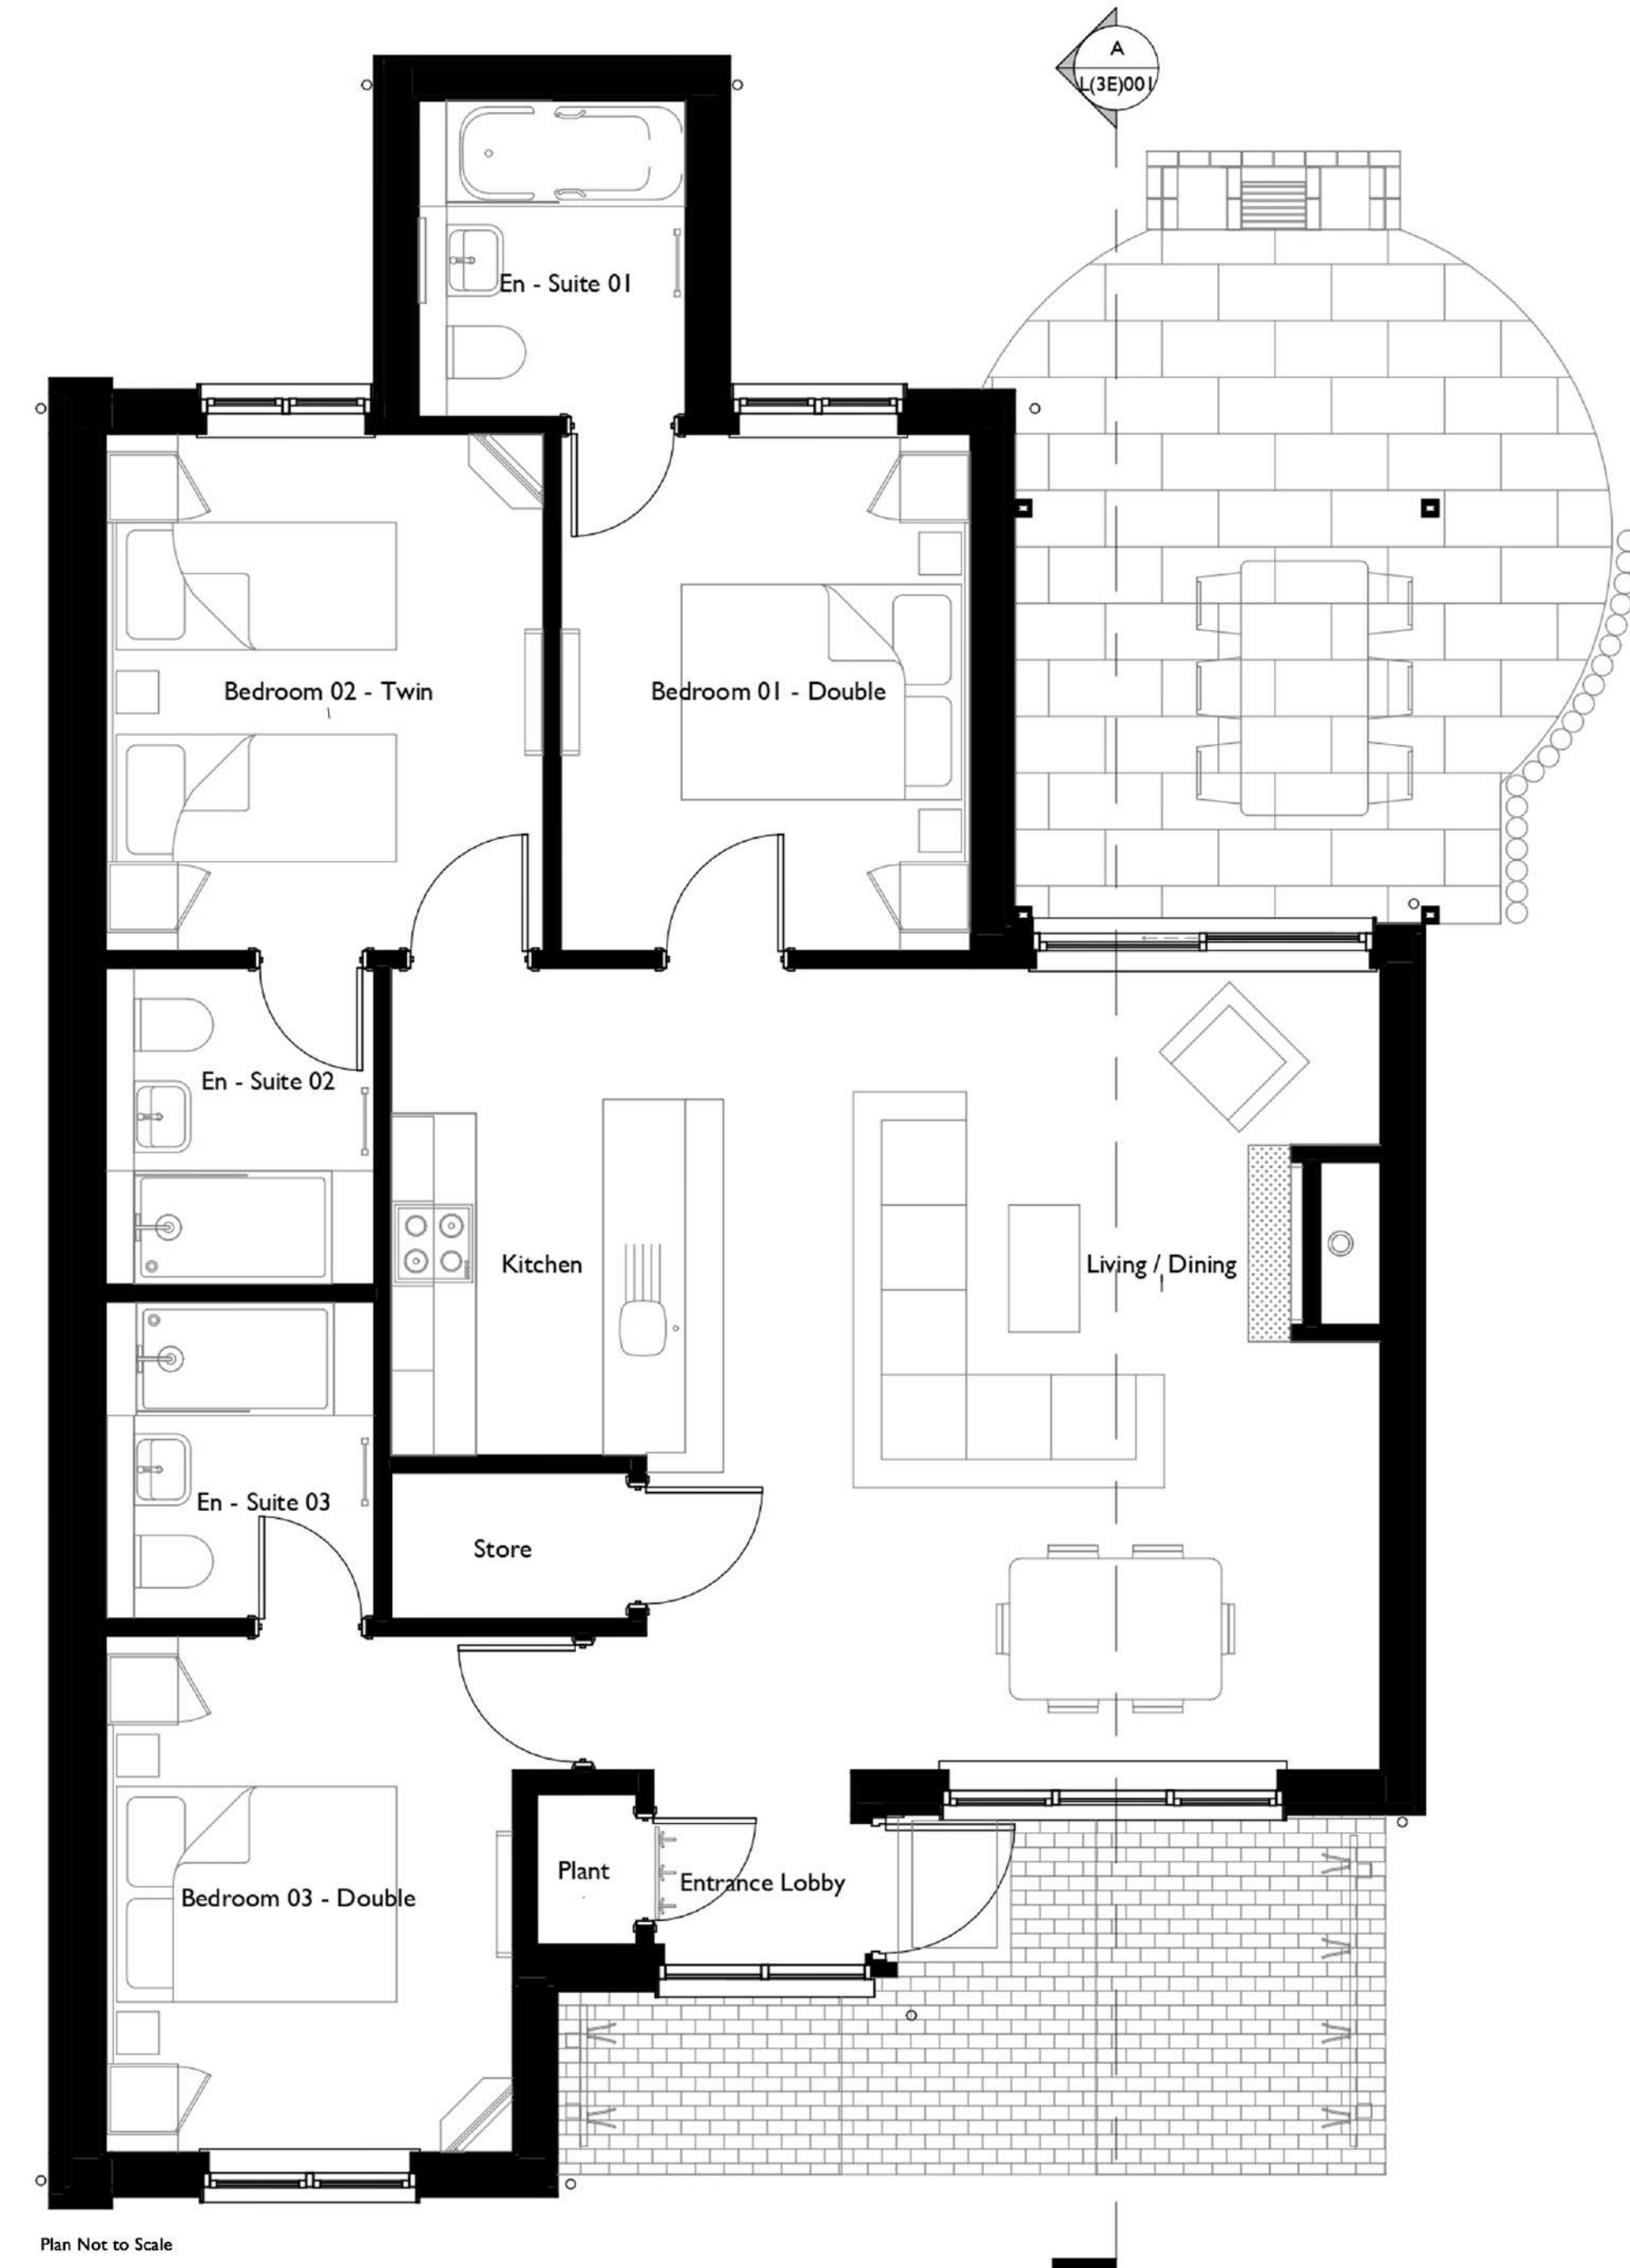 A
L(3E)001
En - Suite 01
Bedroom 02 - Twin
Bedroom 01 - Double
En - Suite 02
Kitchen
Living / Dining
En - Suite 03
Store
Plant
Entrance Lobby
Bedroom 03 - Double
Plan Not to Scale